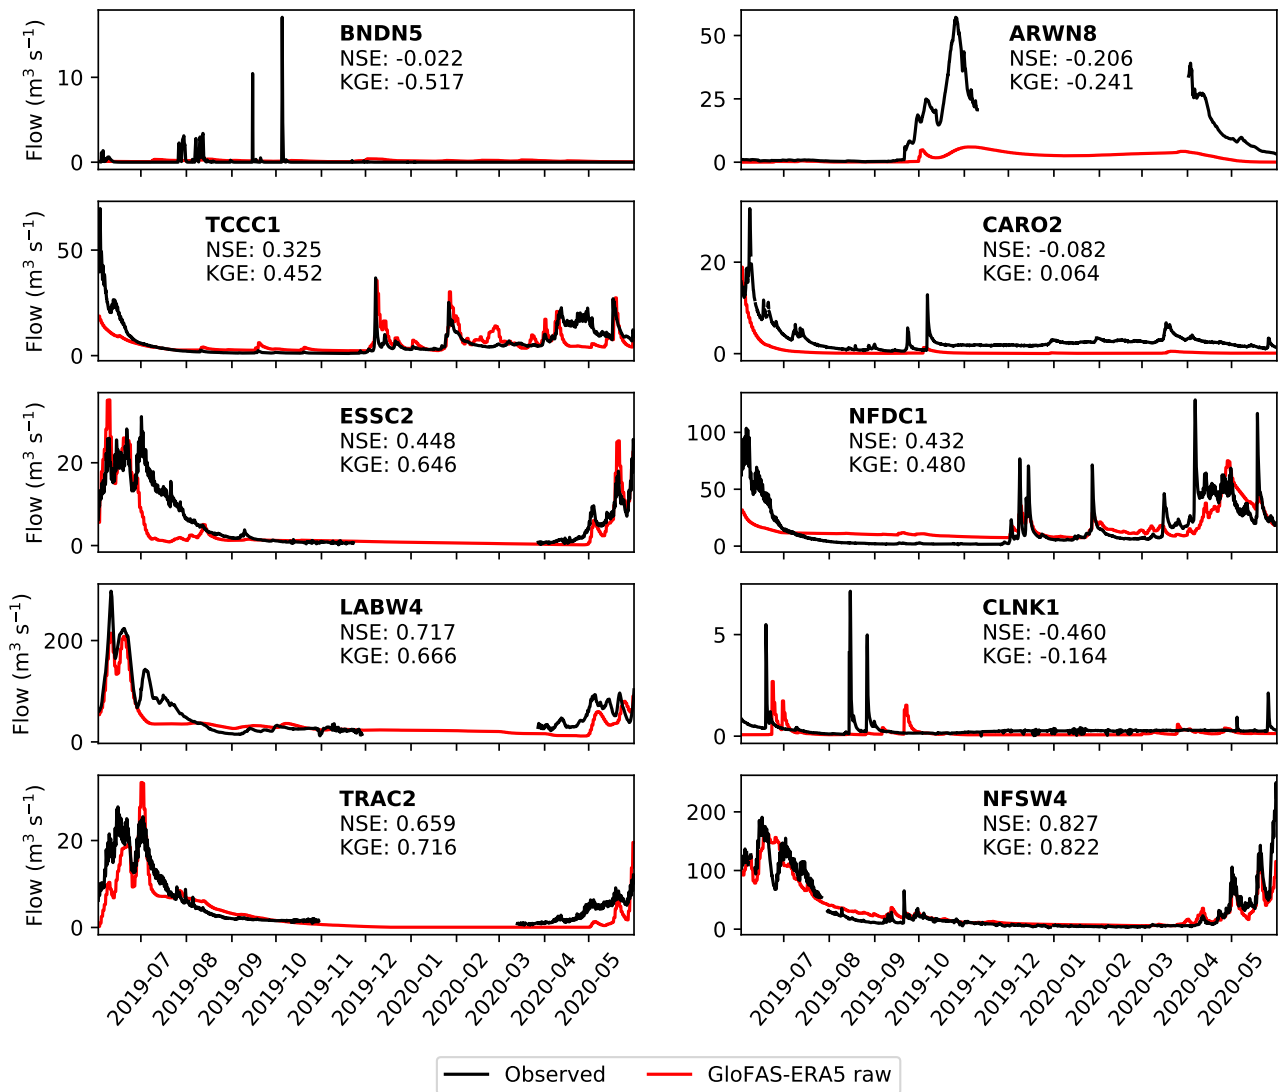 BNDN5
NSE: -0.022
KGE: -0.517
Flow (m³ s⁻¹)
10
0
ARWN8
NSE: -0.206
KGE: -0.241
50
25
0
TCCC1
NSE: 0.325
KGE: 0.452
Flow (m³ s⁻¹)
50
0
CARO2
NSE: -0.082
KGE: 0.064
20
0
ESSC2
NSE: 0.448
KGE: 0.646
Flow (m³ s⁻¹)
20
0
NFDC1
NSE: 0.432
KGE: 0.480
100
50
0
LABW4
NSE: 0.717
KGE: 0.666
Flow (m³ s⁻¹)
200
0
CLNK1
NSE: -0.460
KGE: -0.164
5
0
TRAC2
NSE: 0.659
KGE: 0.716
Flow (m³ s⁻¹)
20
0
NFSW4
NSE: 0.827
KGE: 0.822
200
100
0
2019-07
2019-08
2019-09
2019-10
2019-11
2019-12
2020-01
2020-02
2020-03
2020-04
2020-05
2019-07
2019-08
2019-09
2019-10
2019-11
2019-12
2020-01
2020-02
2020-03
2020-04
2020-05
Observed
GloFAS-ERA5 raw